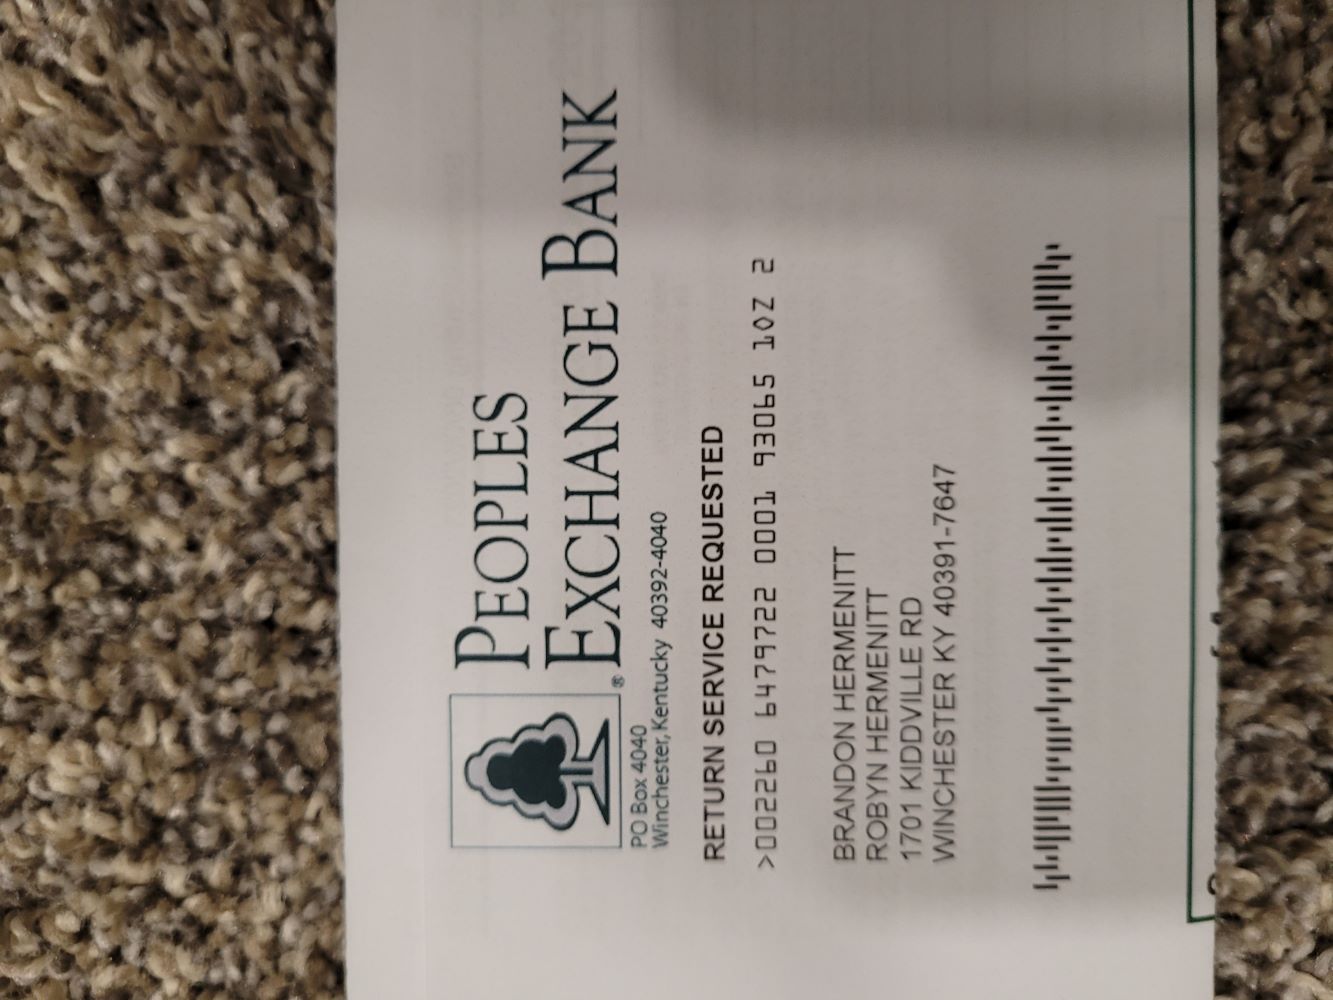 PEOPLES
EXCHANGE BANK
®
PO Box 4040
Winchester, Kentucky 40392-4040
RETURN SERVICE REQUESTED
>002260 6479722 0001 93065 10Z 2
BRANDON HERMENITT
ROBYN HERMENITT
1701 KIDDVILLE RD
WINCHESTER KY 40391-7647